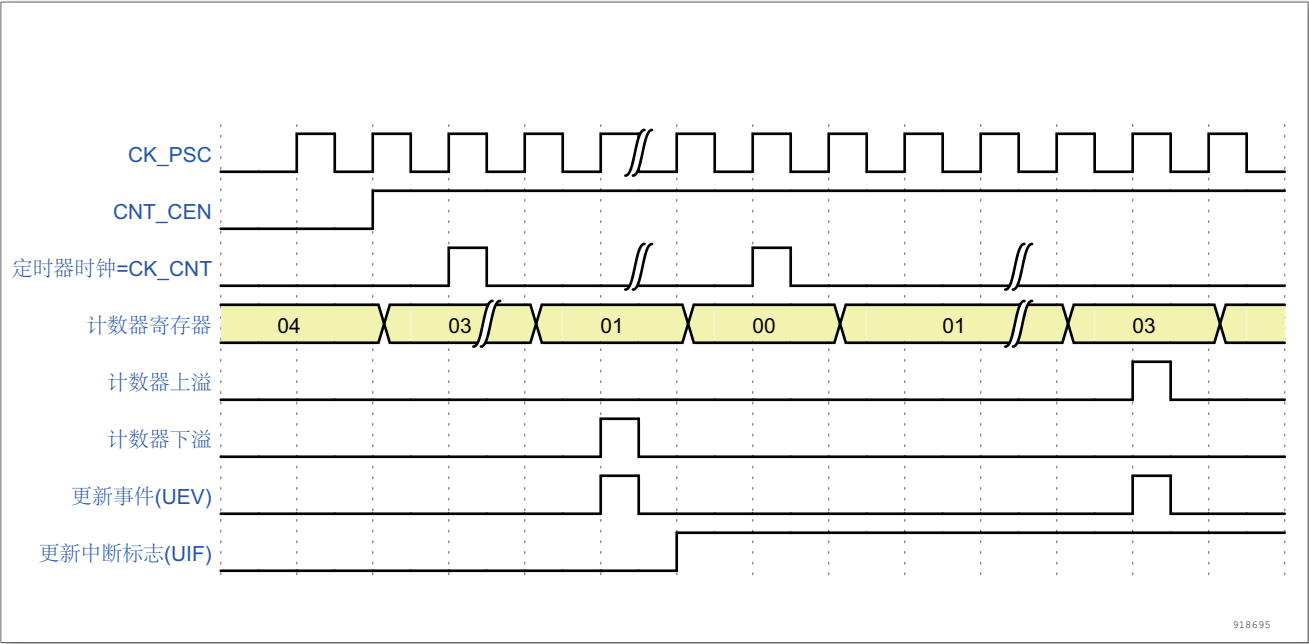 CK_PSC
CNT_CEN
定时器时钟=CK_CNT
计数器寄存器 04 03 01 00 01 03
计数器上溢
计数器下溢
更新事件(UEV)
更新中断标志(UIF)
918695